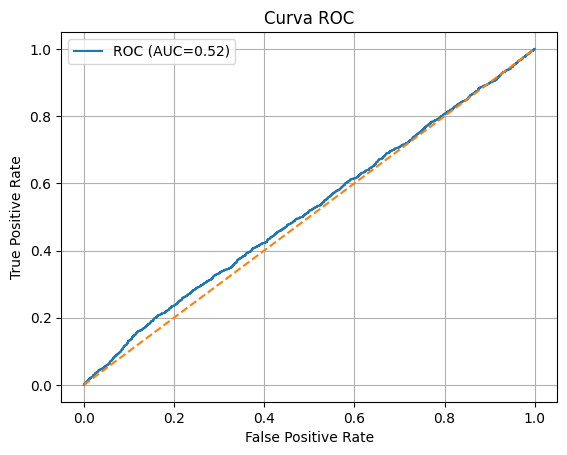 Curva ROC
ROC (AUC=0.52)
True Positive Rate
1.0
0.8
0.6
0.4
0.2
0.0
0.0 0.2 0.4 0.6 0.8 1.0
False Positive Rate